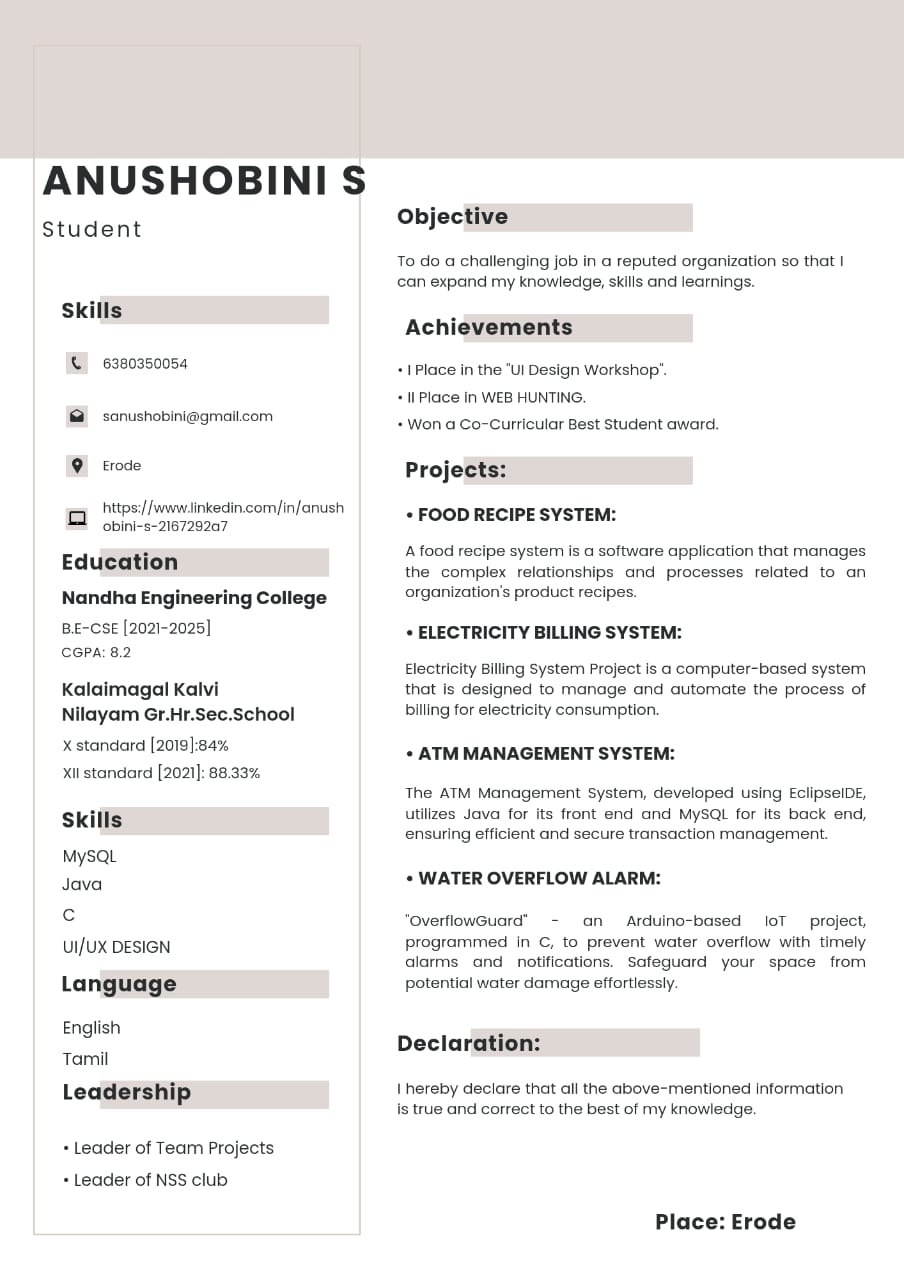 ANUSHOBINI S
Student
Skills
6380350054
sanushobini@gmail.com
Erode
https://www.linkedin.com/in/anush
obini-s-2167292a7
Education
Nandha Engineering College
B.E-CSE [2021-2025]
CGPA: 8.2
Kalaimagal Kalvi
Nilayam Gr.Hr.Sec.School
X standard [2019]:84%
XII standard [2021]: 88.33%
Skills
MySQL
Java
C
UI/UX DESIGN
Language
English
Tamil
Leadership
• Leader of Team Projects
• Leader of NSS club
Objective
To do a challenging job in a reputed organization so that I
can expand my knowledge, skills and learnings.
Achievements
• I Place in the "UI Design Workshop".
• II Place in WEB HUNTING.
• Won a Co-Curricular Best Student award.
Projects:
• FOOD RECIPE SYSTEM:
A food recipe system is a software application that manages
the complex relationships and processes related to an
organization's product recipes.
• ELECTRICITY BILLING SYSTEM:
Electricity Billing System Project is a computer-based system
that is designed to manage and automate the process of
billing for electricity consumption.
• ATM MANAGEMENT SYSTEM:
The ATM Management System, developed using EclipseIDE,
utilizes Java for its front end and MySQL for its back end,
ensuring efficient and secure transaction management.
• WATER OVERFLOW ALARM:
"OverflowGuard" - an Arduino-based IoT project,
programmed in C, to prevent water overflow with timely
alarms and notifications. Safeguard your space from
potential water damage effortlessly.
Declaration:
I hereby declare that all the above-mentioned information
is true and correct to the best of my knowledge.
Place: Erode